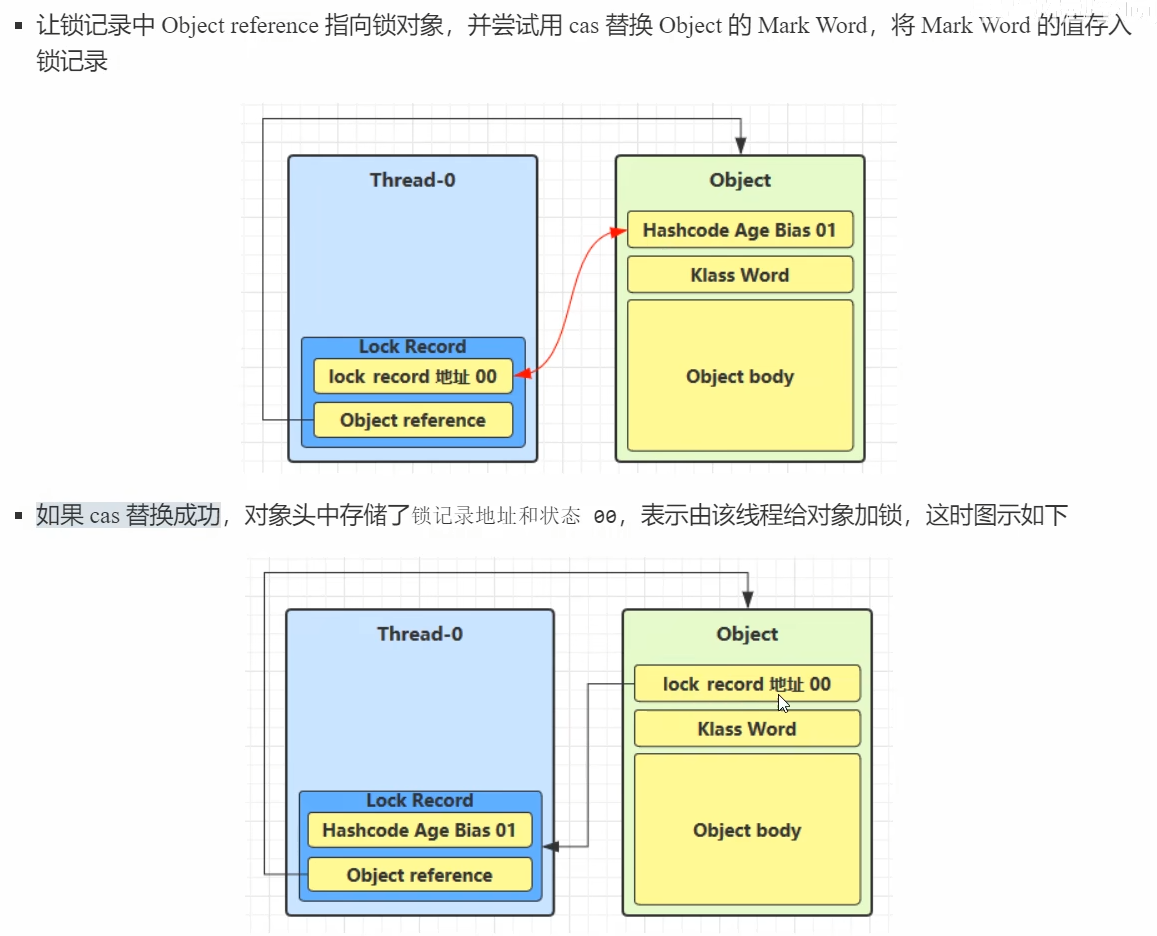 让锁记录中 Object reference 指向锁对象，并尝试用 cas 替换 Object 的 Mark Word，将 Mark Word 的值存入
锁记录
Thread-0
Object
Hashcode Age Bias 01
Klass Word
Object body
Lock Record
lock record 地址 00
Object reference
如果 cas 替换成功，对象头中存储了锁记录地址和状态 00，表示由该线程给对象加锁，这时图示如下
Thread-0
Object
lock record 地址 00
Klass Word
Object body
Lock Record
Hashcode Age Bias 01
Object reference